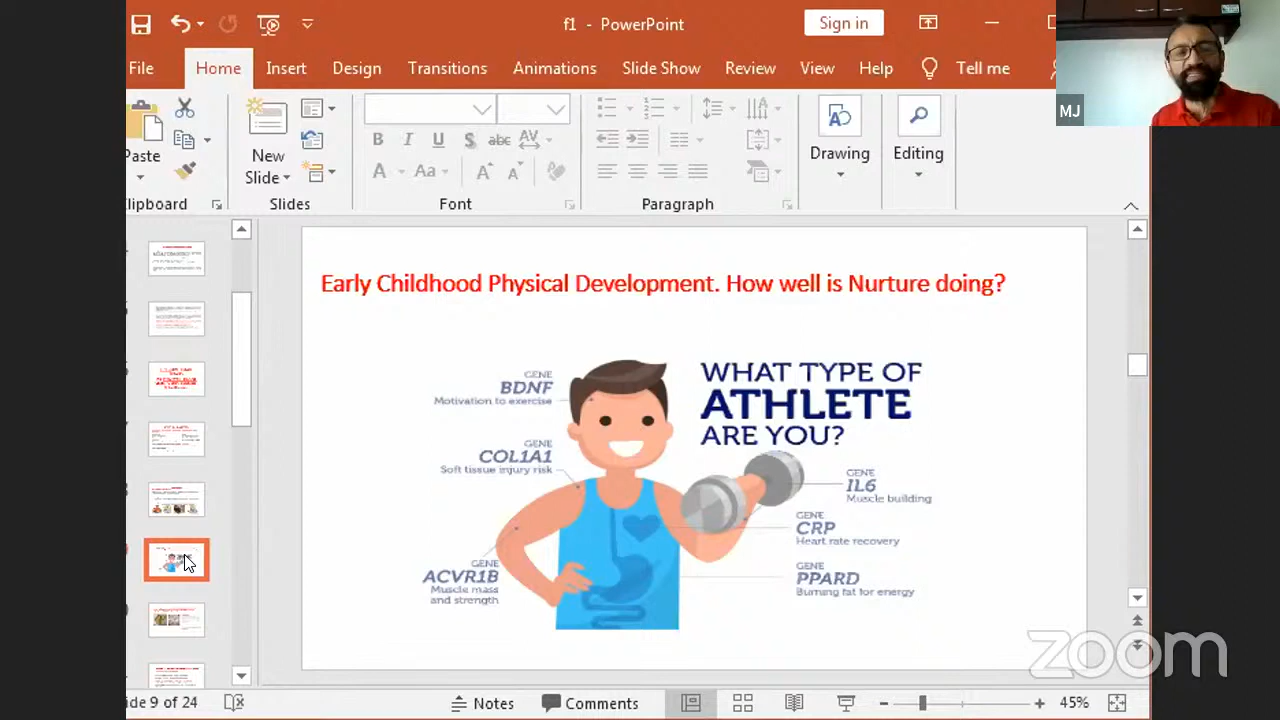 f1 - PowerPoint
Sign in
MJ
File
Home
Insert
Design
Transitions
Animations
Slide Show
Review
View
Help
Tell me
Paste
New
Slide
Drawing
Editing
B I U S abc AV
A Aa A A
lipboard
Slides
Font
Paragraph
Early Childhood Physical Development. How well is Nurture doing?
GENE
BDNF
Motivation to exercise
GENE
COL1A1
Soft tissue injury risk
GENE
ACVR1B
Muscle mass
and strength
WHAT TYPE OF
ATHLETE
ARE YOU?
GENE
IL6
Muscle building
GENE
CRP
Heart rate recovery
GENE
PPARD
Burning fat for energy
zoom
ide 9 of 24
Notes
Comments
45%